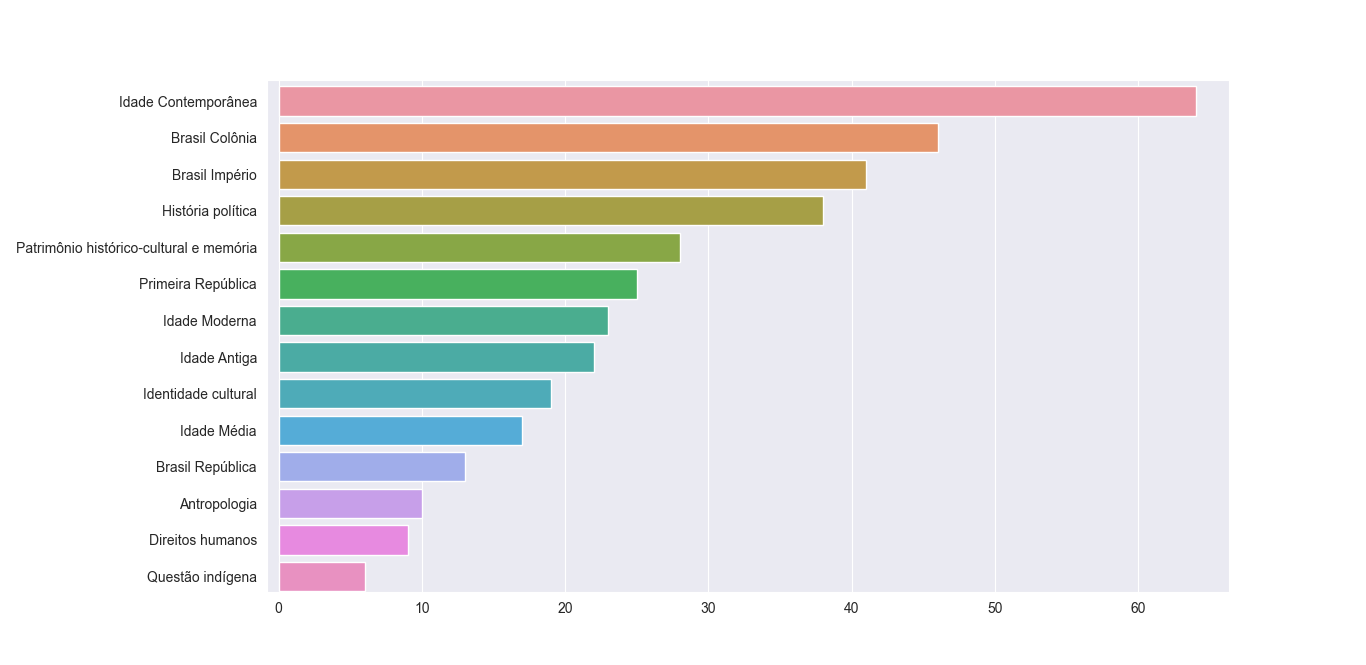 Idade Contemporânea
Brasil Colônia
Brasil Império
História política
Patrimônio histórico-cultural e memória
Primeira República
Idade Moderna
Idade Antiga
Identidade cultural
Idade Média
Brasil República
Antropologia
Direitos humanos
Questão indígena
0 10 20 30 40 50 60